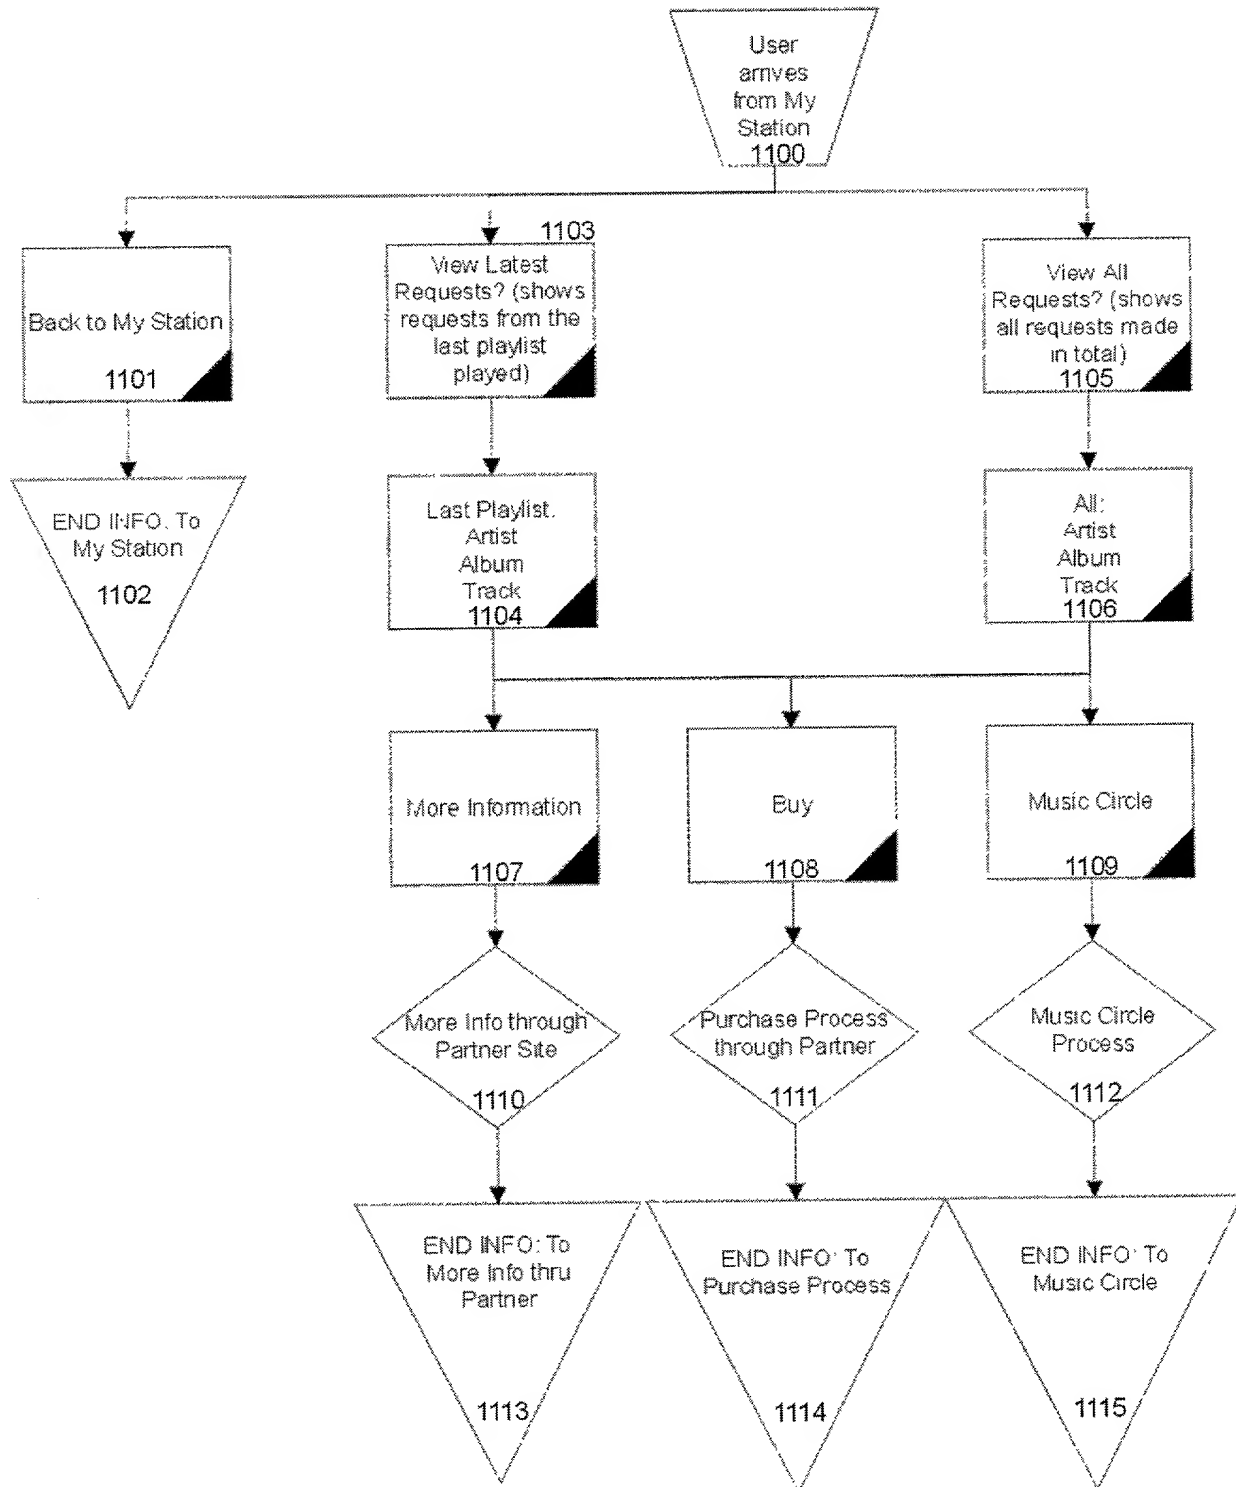 User
arrives
from My
Station
1100
Back to My Station
1101
1103
View Latest
Requests? (shows
requests from the
last playlist
played)
View All
Requests? (shows
all requests made
in total)
1105
END INFO. To
My Station
1102
Last Playlist.
Artist
Album
Track
1104
All:
Artist
Album
Track
1106
More Information
1107
Buy
1108
Music Circle
1109
More Info through
Partner Site
1110
Purchase Process
through Partner
1111
Music Circle
Process
1112
END INFO: To
More Info thru
Partner
1113
END INFO: To
Purchase Process
1114
END INFO: To
Music Circle
1115